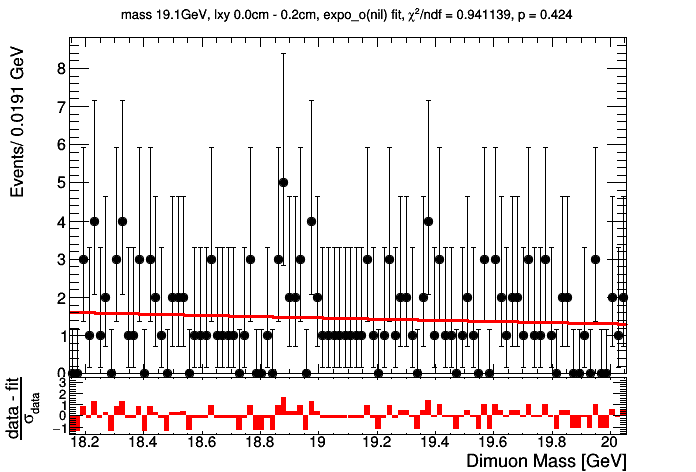 mass 19.1GeV, lxy 0.0cm - 0.2cm, expo_o(nil) fit, χ²/ndf = 0.941139, p = 0.424
Events/ 0.0191 GeV
8
7
6
5
4
3
2
1
0
data - fit
σdata
3
2
1
0
−1
18.2 18.4 18.6 18.8 19 19.2 19.4 19.6 19.8 20
Dimuon Mass [GeV]